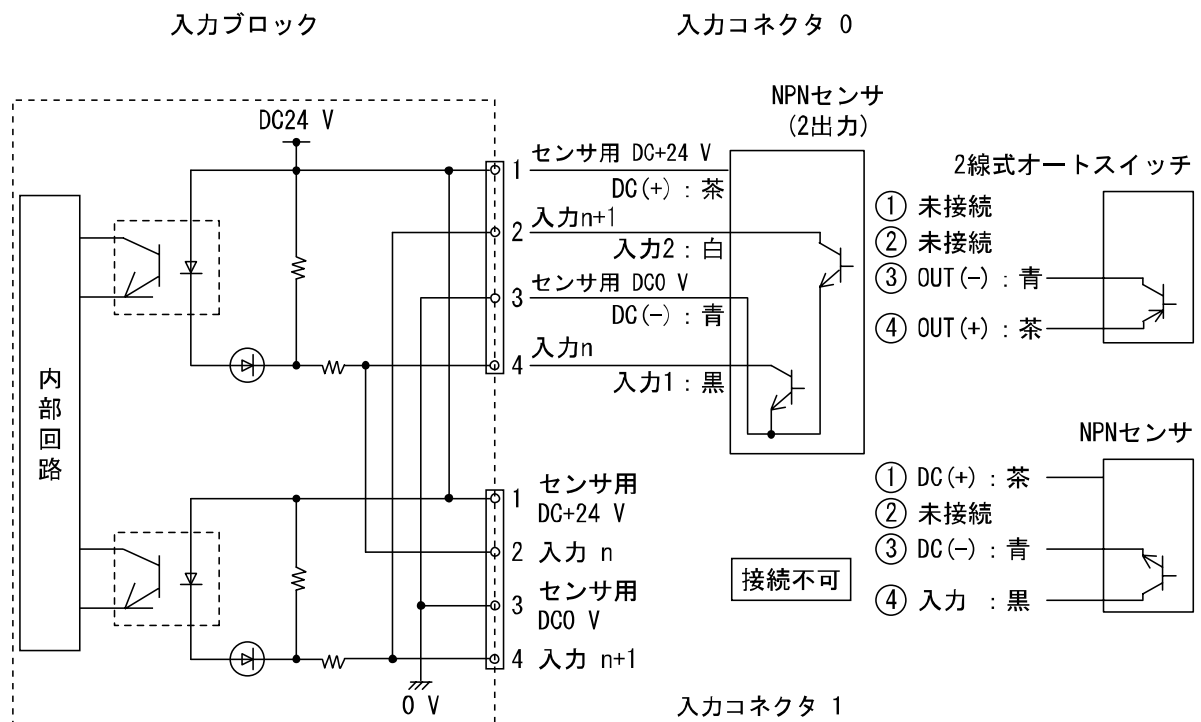 入力ブロック
入力コネクタ 0
DC24 V
内部回路
1 センサ用 DC+24 V
DC(+) : 茶
2 入力n+1
入力2 : 白
3 センサ用 DC0 V
DC(-) : 青
4 入力n
入力1 : 黒
NPNセンサ
(2出力)
2線式オートスイッチ
① 未接続
② 未接続
③ OUT(-) : 青
④ OUT(+) : 茶
1 センサ用
DC+24 V
2 入力 n
3 センサ用
DC0 V
4 入力 n+1
0 V
接続不可
NPNセンサ
① DC(+) : 茶
② 未接続
③ DC(-) : 青
④ 入力 : 黒
入力コネクタ 1